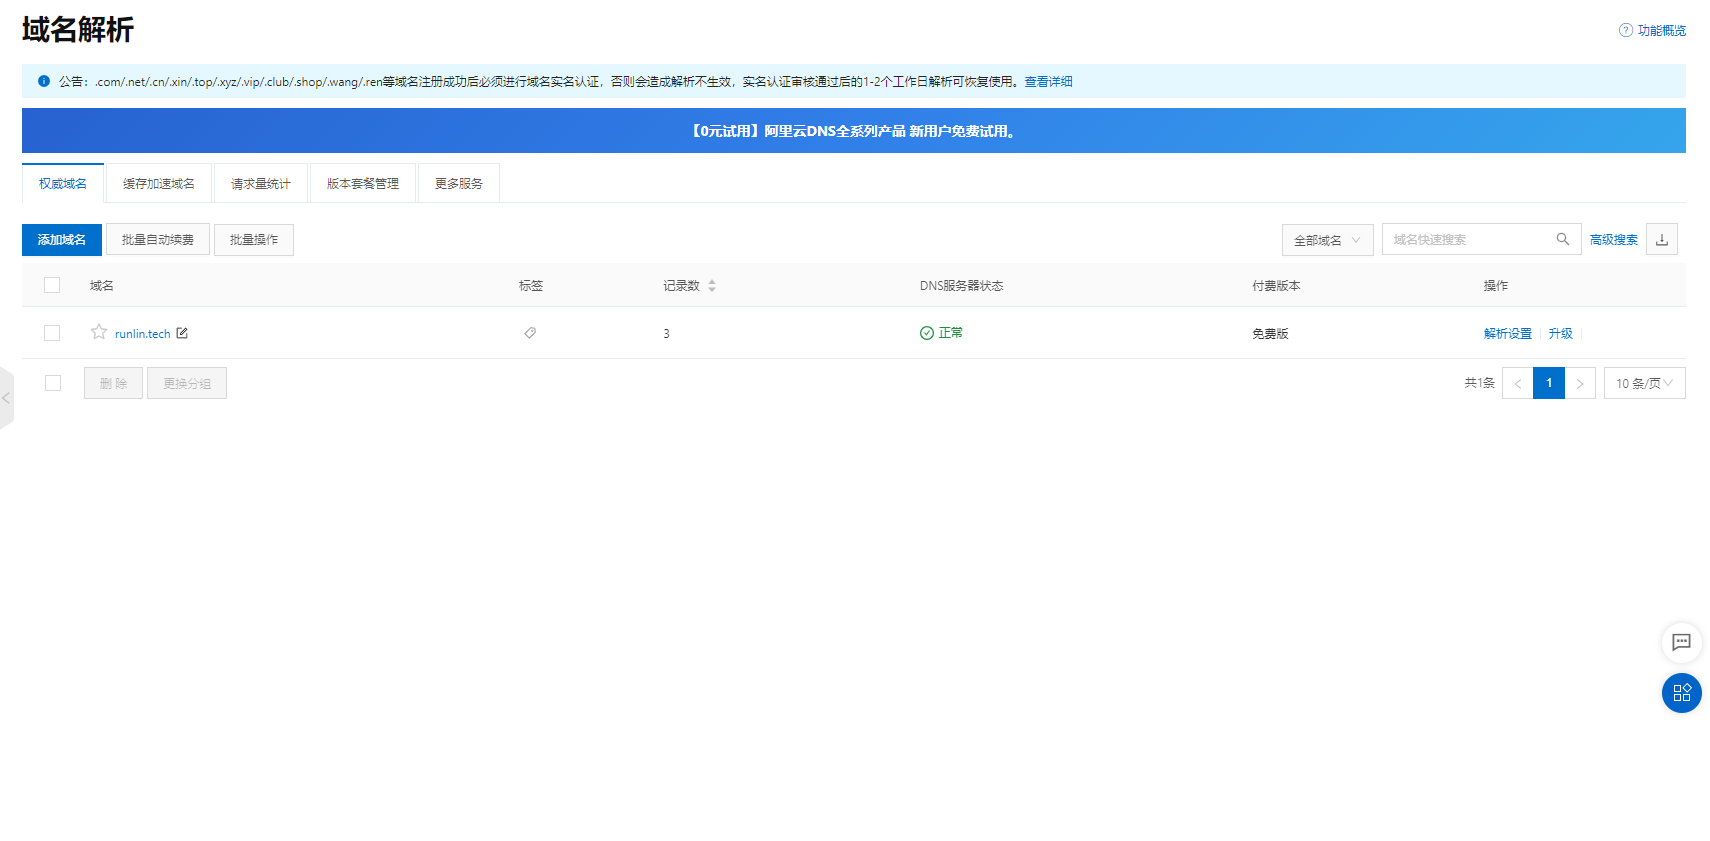 域名解析
功能概览
公告：.com/.net/.cn/.xin/.top/.xyz/.vip/.club/.shop/.wang/.ren等域名注册成功后必须进行域名实名认证，否则会造成解析不生效，实名认证审核通过后的1-2个工作日解析可恢复使用。查看详细
【0元试用】阿里云DNS全系列产品 新用户免费试用。
权威域名 缓存加速域名 请求量统计 版本套餐管理 更多服务
添加域名 批量自动续费 批量操作 全部域名 域名快速搜索 高级搜索
域名 标签 记录数 DNS服务器状态 付费版本 操作
runlin.tech 3 正常 免费版 解析设置 升级
删除 更换分组 共1条 1 10 条/页